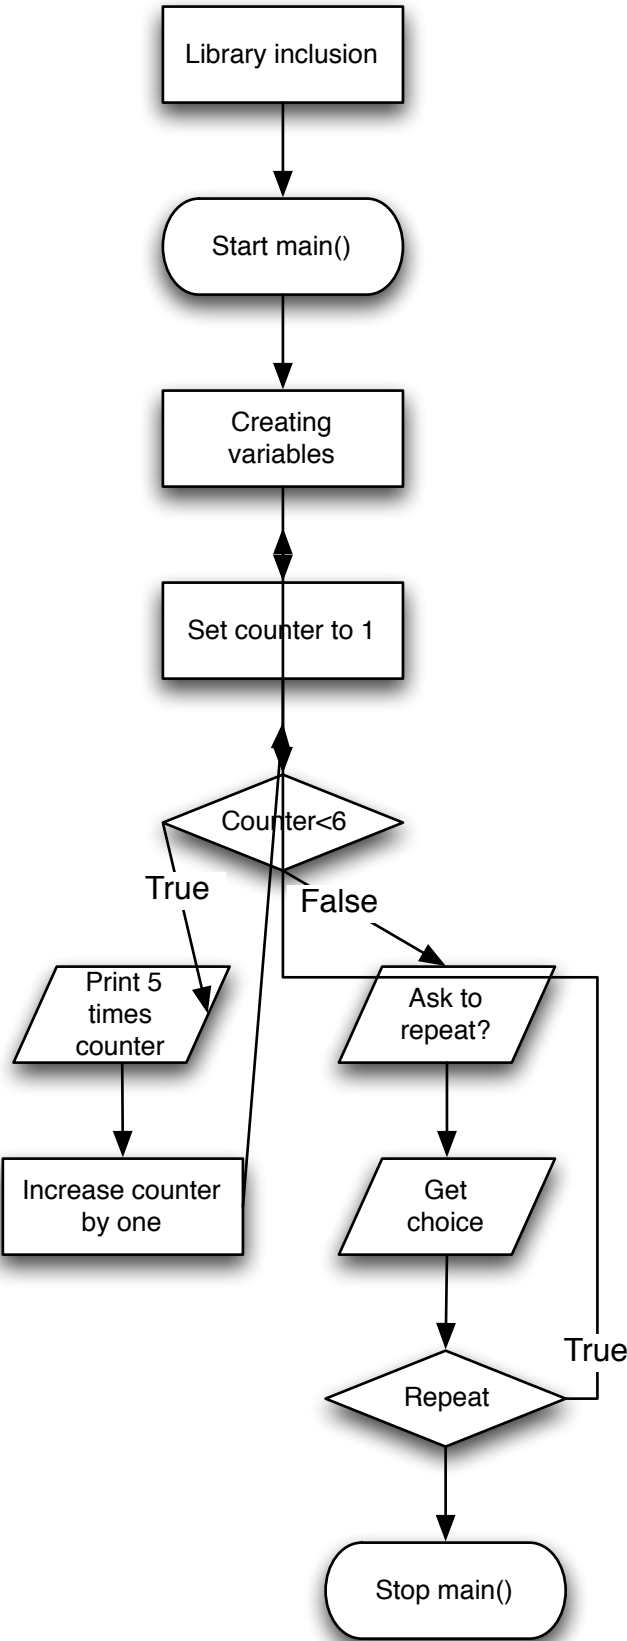 Library inclusion
Start main()
Creating
variables
Set counter to 1
Counter<6
True
False
Print 5
times
counter
Ask to
repeat?
Increase counter
by one
Get
choice
True
Repeat
Stop main()